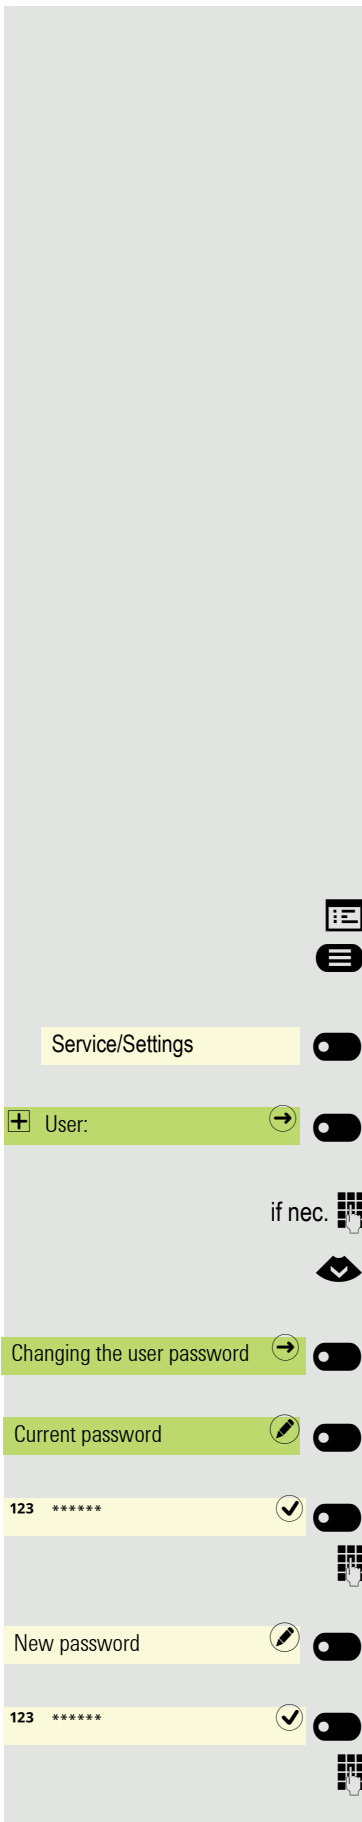 Service/Settings
User:
if nec.
Changing the user password
Current password
123 ******
New password
123 ******